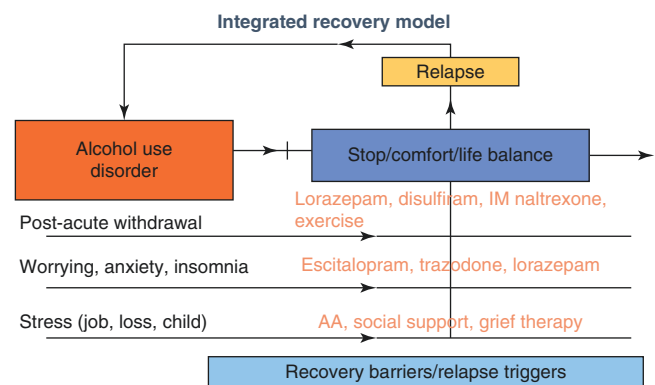 Integrated recovery model
Relapse
Alcohol use
disorder
Stop/comfort/life balance
Lorazepam, disulfiram, IM naltrexone,
exercise
Post-acute withdrawal
Worrying, anxiety, insomnia
Escitalopram, trazodone, lorazepam
Stress (job, loss, child)
AA, social support, grief therapy
Recovery barriers/relapse triggers